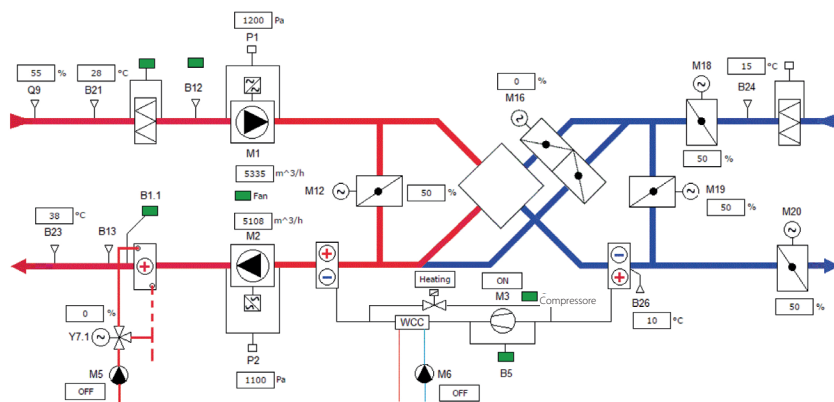 1200 Pa
P1
M18
55 %
28 °C
0 %
15 °C
Q9
B21
B12
M16
B24
M1
5335 m^3/h
50 %
M12
50 %
M19
Fan
50 %
B1.1
38 °C
5108 m^3/h
M2
M20
B23
B13
Heating
ON
M3
Compressore
B26
50 %
0 %
WCC
10 °C
Y7.1
P2
B5
M5
1100 Pa
M6
OFF
OFF